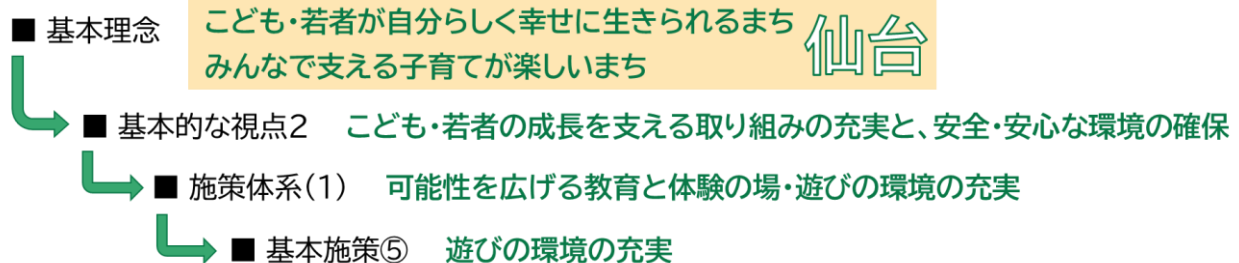 ■ 基本理念
こども・若者が自分らしく幸せに生きられるまち
みんなで支える子育てが楽しいまち
仙台
■ 基本的な視点2 こども・若者の成長を支える取り組みの充実と、安全・安心な環境の確保
■ 施策体系(1) 可能性を広げる教育と体験の場・遊びの環境の充実
■ 基本施策⑤ 遊びの環境の充実